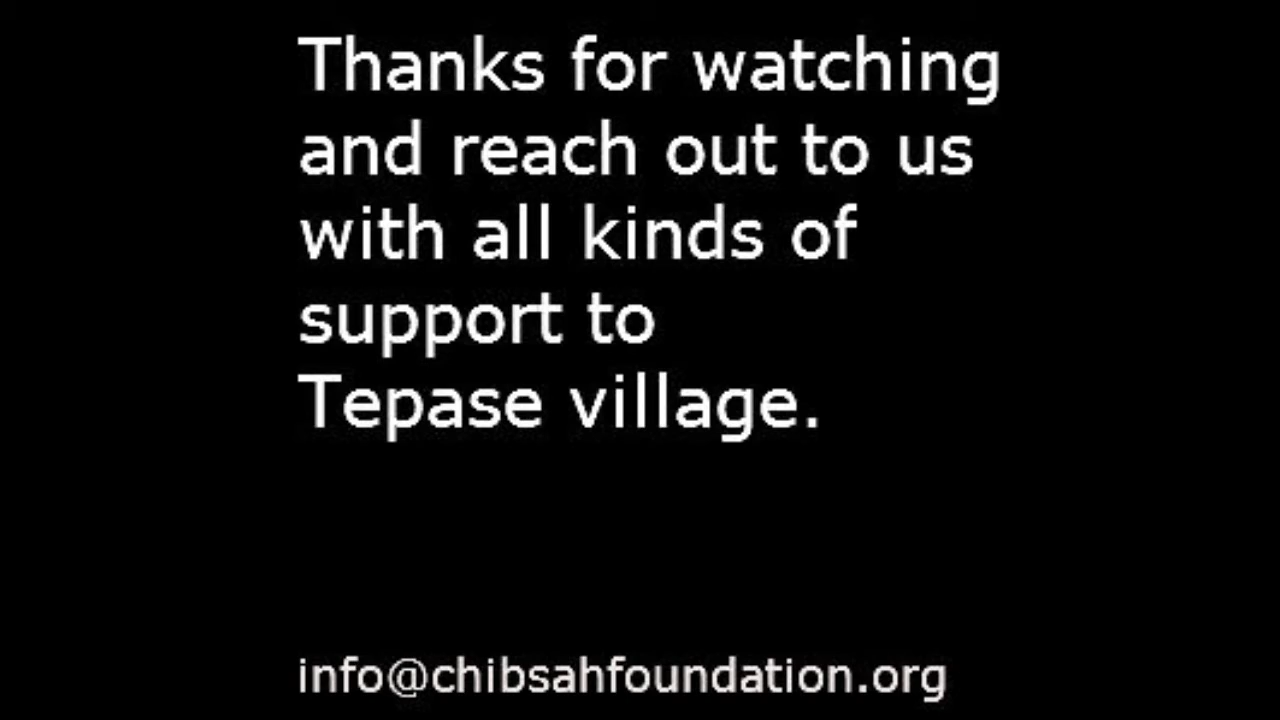 Thanks for watching
and reach out to us
with all kinds of
support to
Tepase village.
info@chibsahfoundation.org